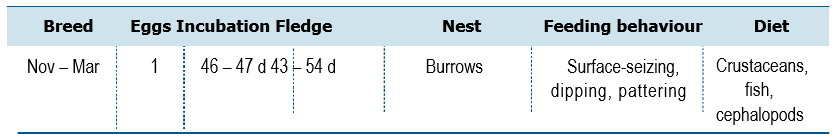 Breed Eggs Incubation Fledge Nest Feeding behaviour Diet
Nov – Mar 1 46 – 47 d 43 – 54 d Burrows Surface-seizing, Crustaceans,
dipping, pattering fish,
cephalopods